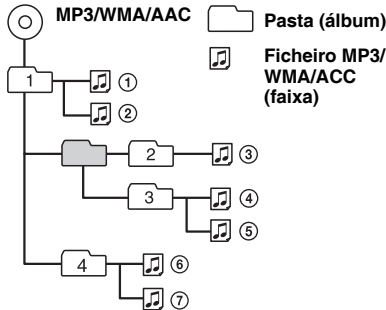 MP3/WMA/AAC
Pasta (álbum)
Ficheiro MP3/
WMA/ACC
(faixa)
1
①
②
2
③
3
④
⑤
4
⑥
⑦